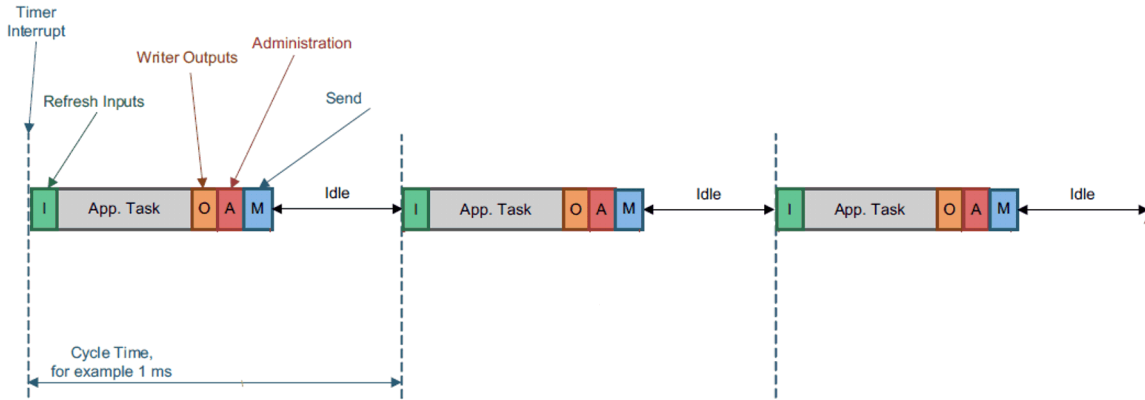 Timer
Interrupt
Administration
Writer Outputs
Send
Refresh Inputs
I
App. Task
O
A
M
Idle
I
App. Task
O
A
M
Idle
I
App. Task
O
A
M
Idle
Cycle Time,
for example 1 ms